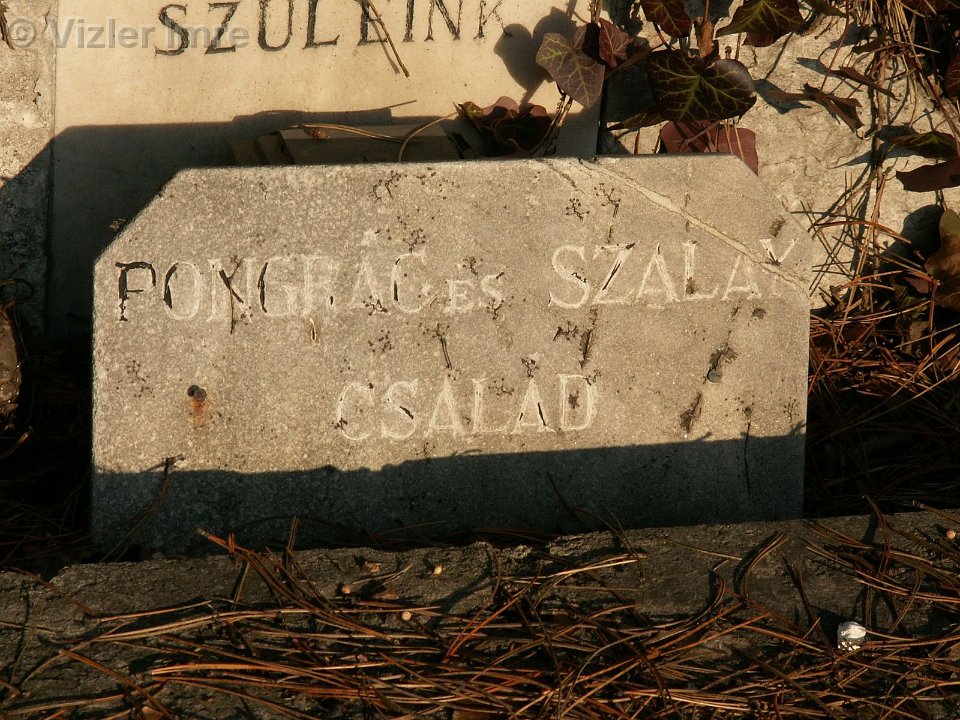 © Vizler Imre
SZÜLEINK
PONGRÁC ÉS SZALAY
CSALÁD